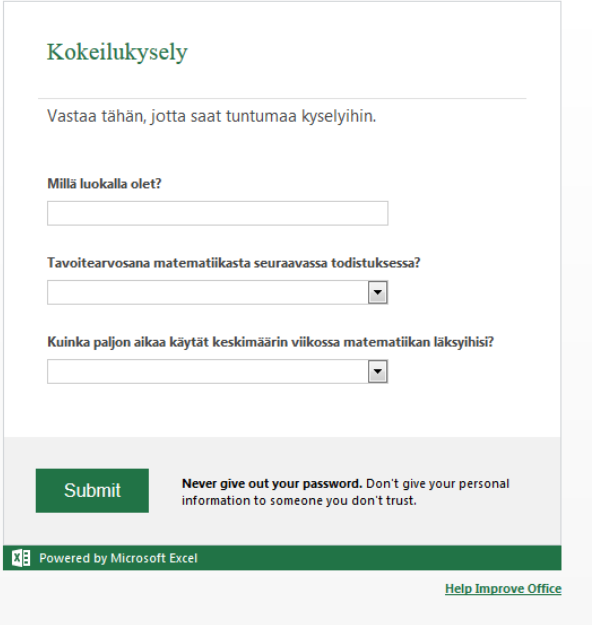 Kokeilukysely
Vastaa tähän, jotta saat tuntumaa kyselyihin.
Millä luokalla olet?
Tavoitearvosana matematiikasta seuraavassa todistuksessa?
Kuinka paljon aikaa käytät keskimäärin viikossa matematiikan läksyihisi?
Submit
Never give out your password. Don't give your personal
information to someone you don't trust.
Powered by Microsoft Excel
Help Improve Office